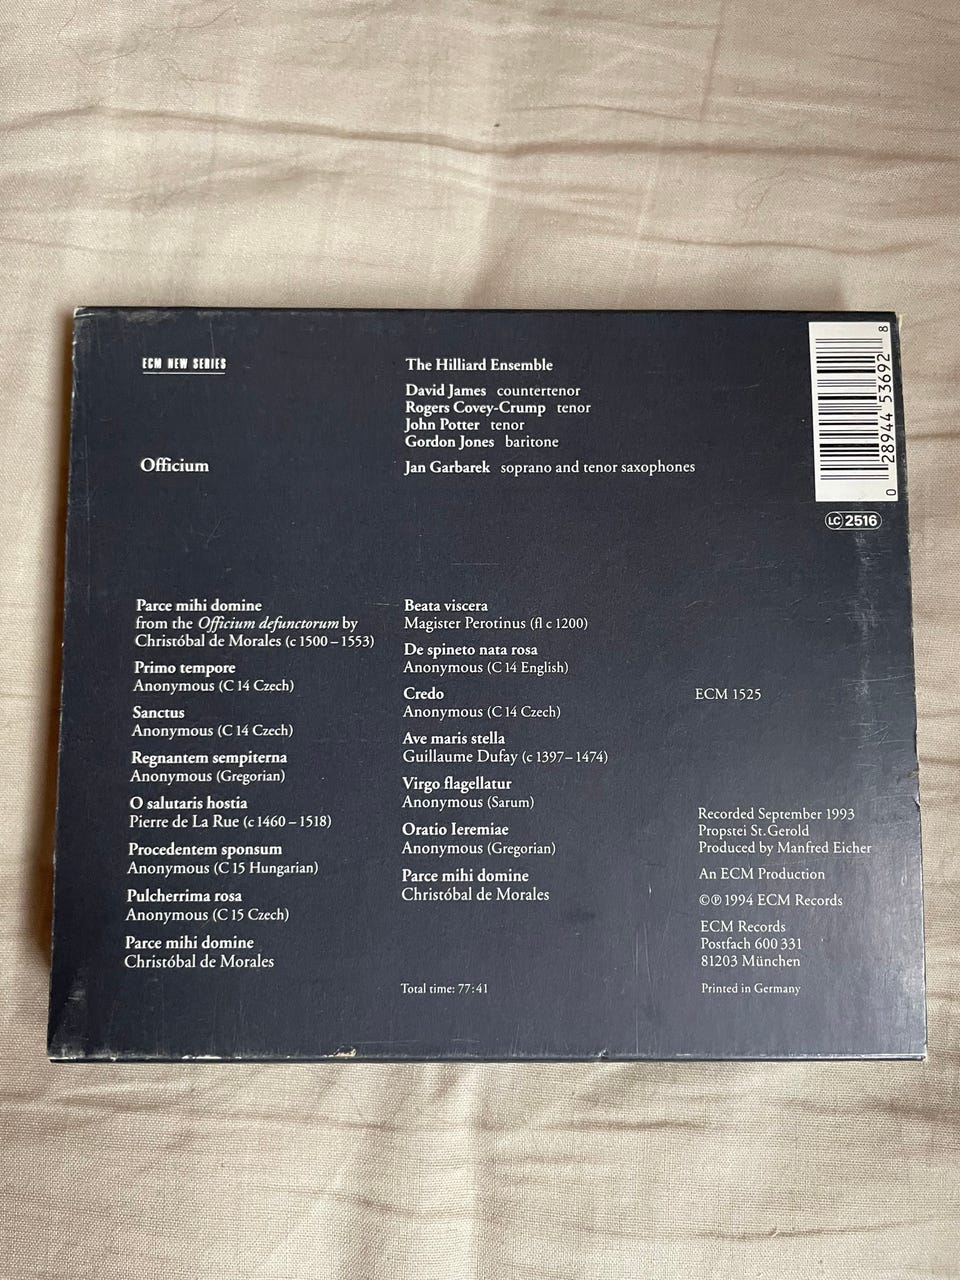 ECM NEW SERIES
Officium
The Hilliard Ensemble
David James countertenor
Rogers Covey-Crump tenor
John Potter tenor
Gordon Jones baritone
Jan Garbarek soprano and tenor saxophones
0 28944 53692 8
LC 2516
Parce mihi domine
from the Officium defunctorum by
Christóbal de Morales (c 1500 – 1553)
Primo tempore
Anonymous (C 14 Czech)
Sanctus
Anonymous (C 14 Czech)
Regnantem sempiterna
Anonymous (Gregorian)
O salutaris hostia
Pierre de La Rue (c 1460 – 1518)
Procedentem sponsum
Anonymous (C 15 Hungarian)
Pulcherrima rosa
Anonymous (C 15 Czech)
Parce mihi domine
Christóbal de Morales
Beata viscera
Magister Perotinus (fl c 1200)
De spineto nata rosa
Anonymous (C 14 English)
Credo
Anonymous (C 14 Czech)
Ave maris stella
Guillaume Dufay (c 1397 – 1474)
Virgo flagellatur
Anonymous (Sarum)
Oratio Ieremiae
Anonymous (Gregorian)
Parce mihi domine
Christóbal de Morales
Total time: 77:41
ECM 1525
Recorded September 1993
Propstei St. Gerold
Produced by Manfred Eicher
An ECM Production
©℗ 1994 ECM Records
ECM Records
Postfach 600 331
81203 München
Printed in Germany